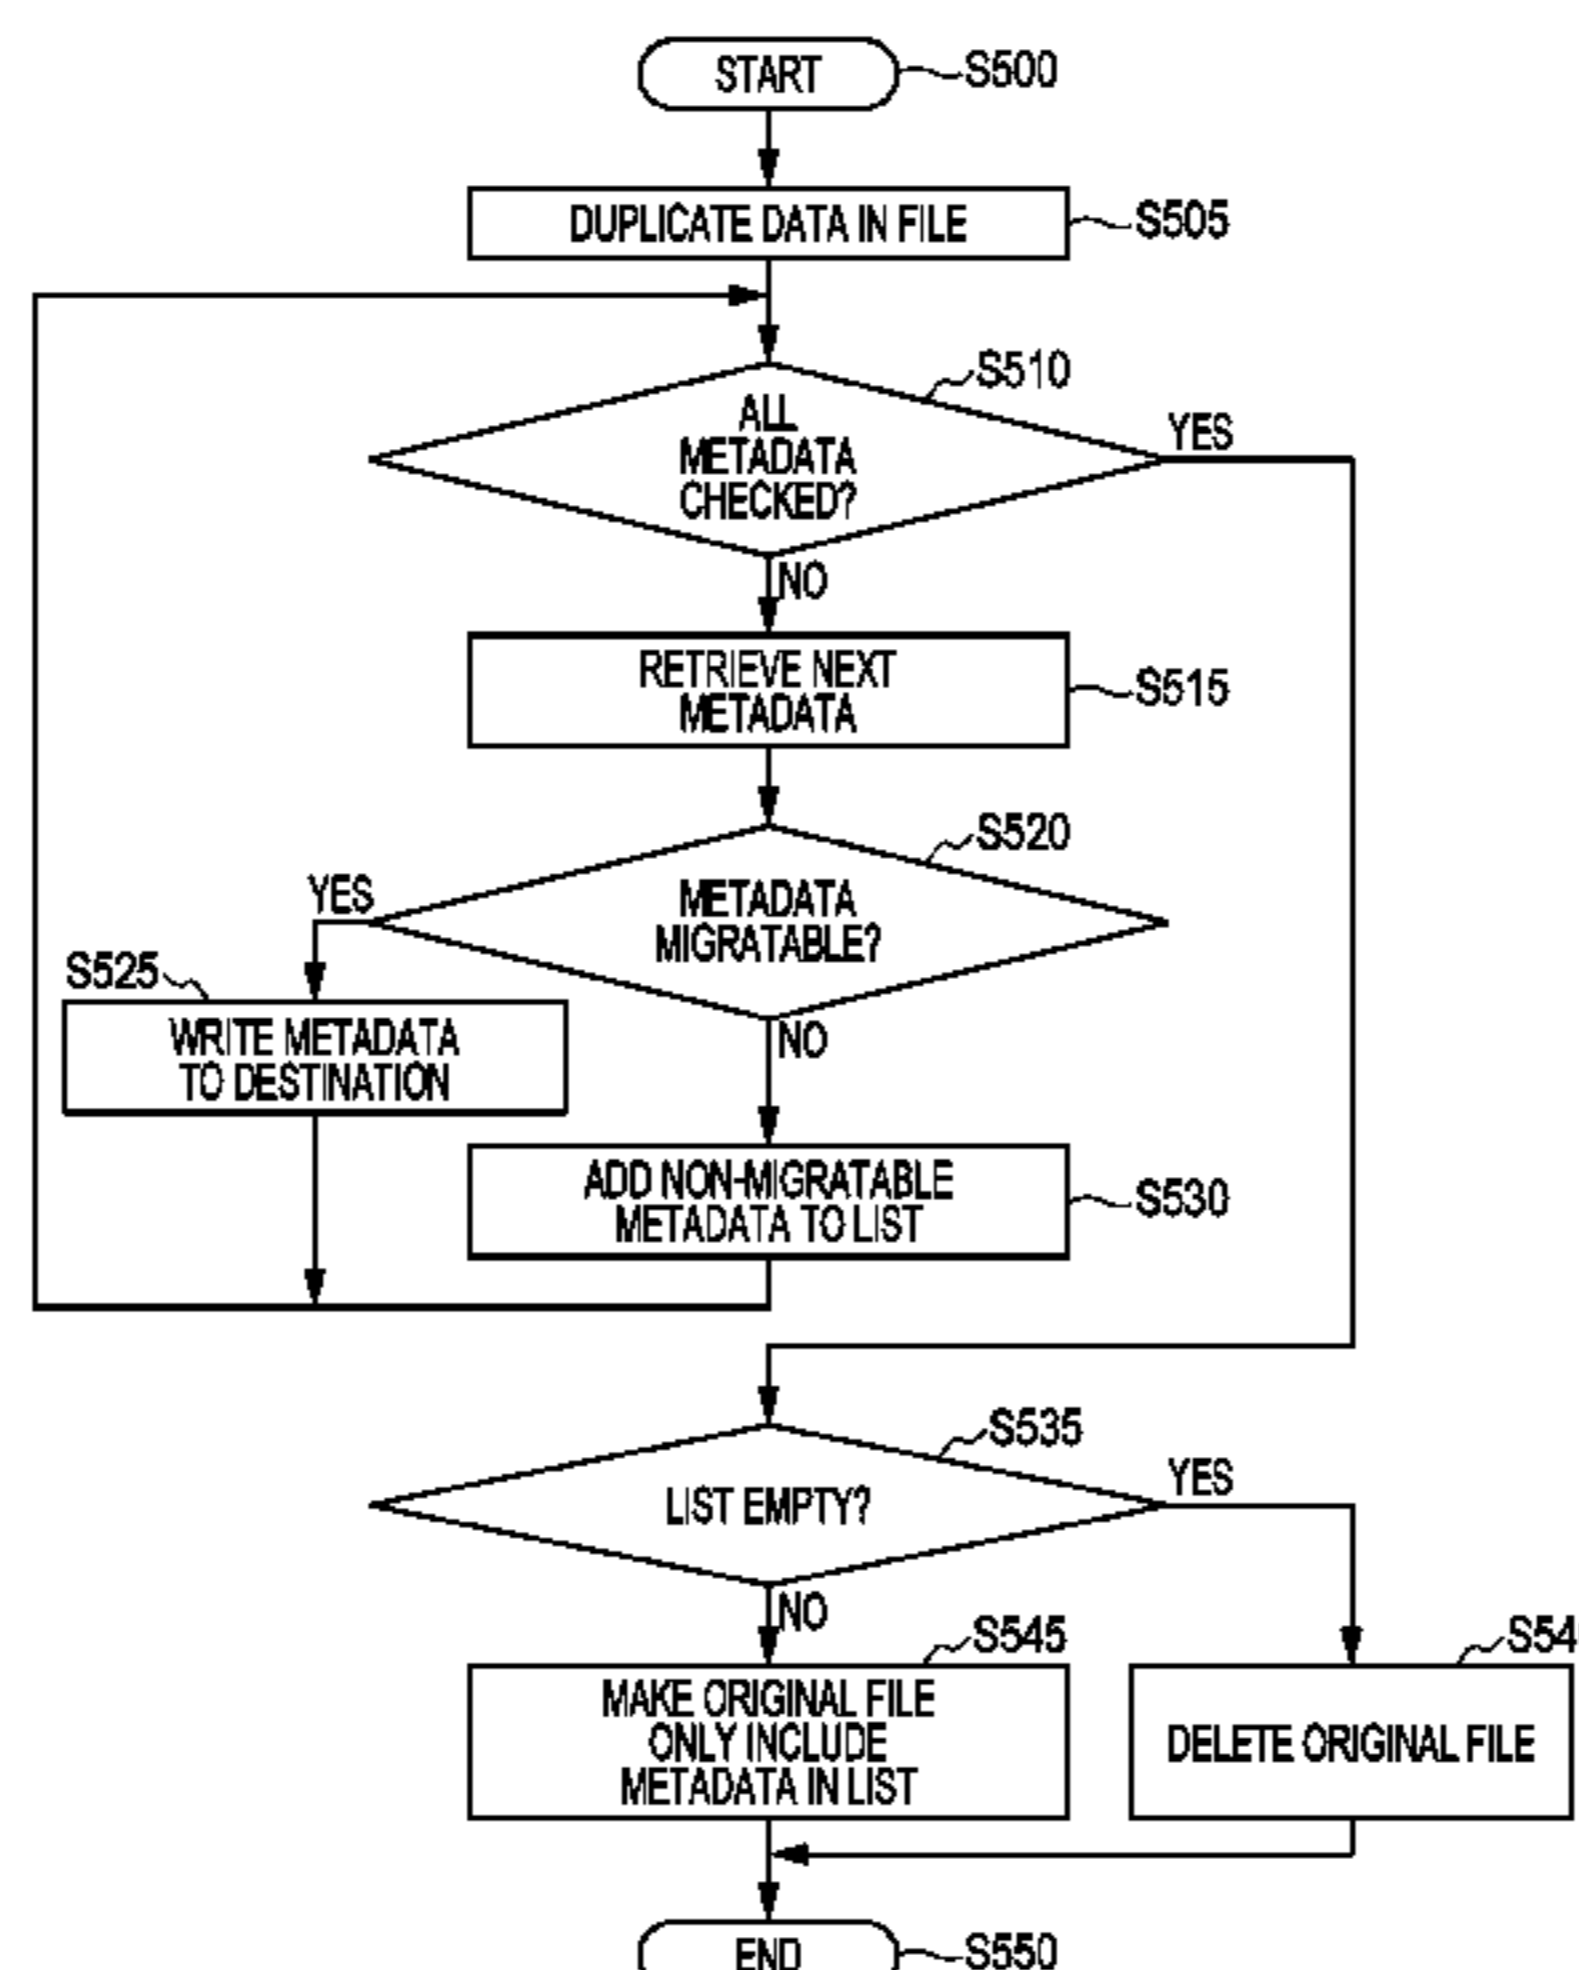 START
S500
DUPLICATE DATA IN FILE
S505
S510
ALL
METADATA
CHECKED?
YES
NO
RETRIEVE NEXT
METADATA
S515
S520
METADATA
MIGRATABLE?
YES
NO
S525
WRITE METADATA
TO DESTINATION
ADD NON-MIGRATABLE
METADATA TO LIST
S530
S535
LIST EMPTY?
YES
NO
S545
MAKE ORIGINAL FILE
ONLY INCLUDE
METADATA IN LIST
S54
DELETE ORIGINAL FILE
END
S550